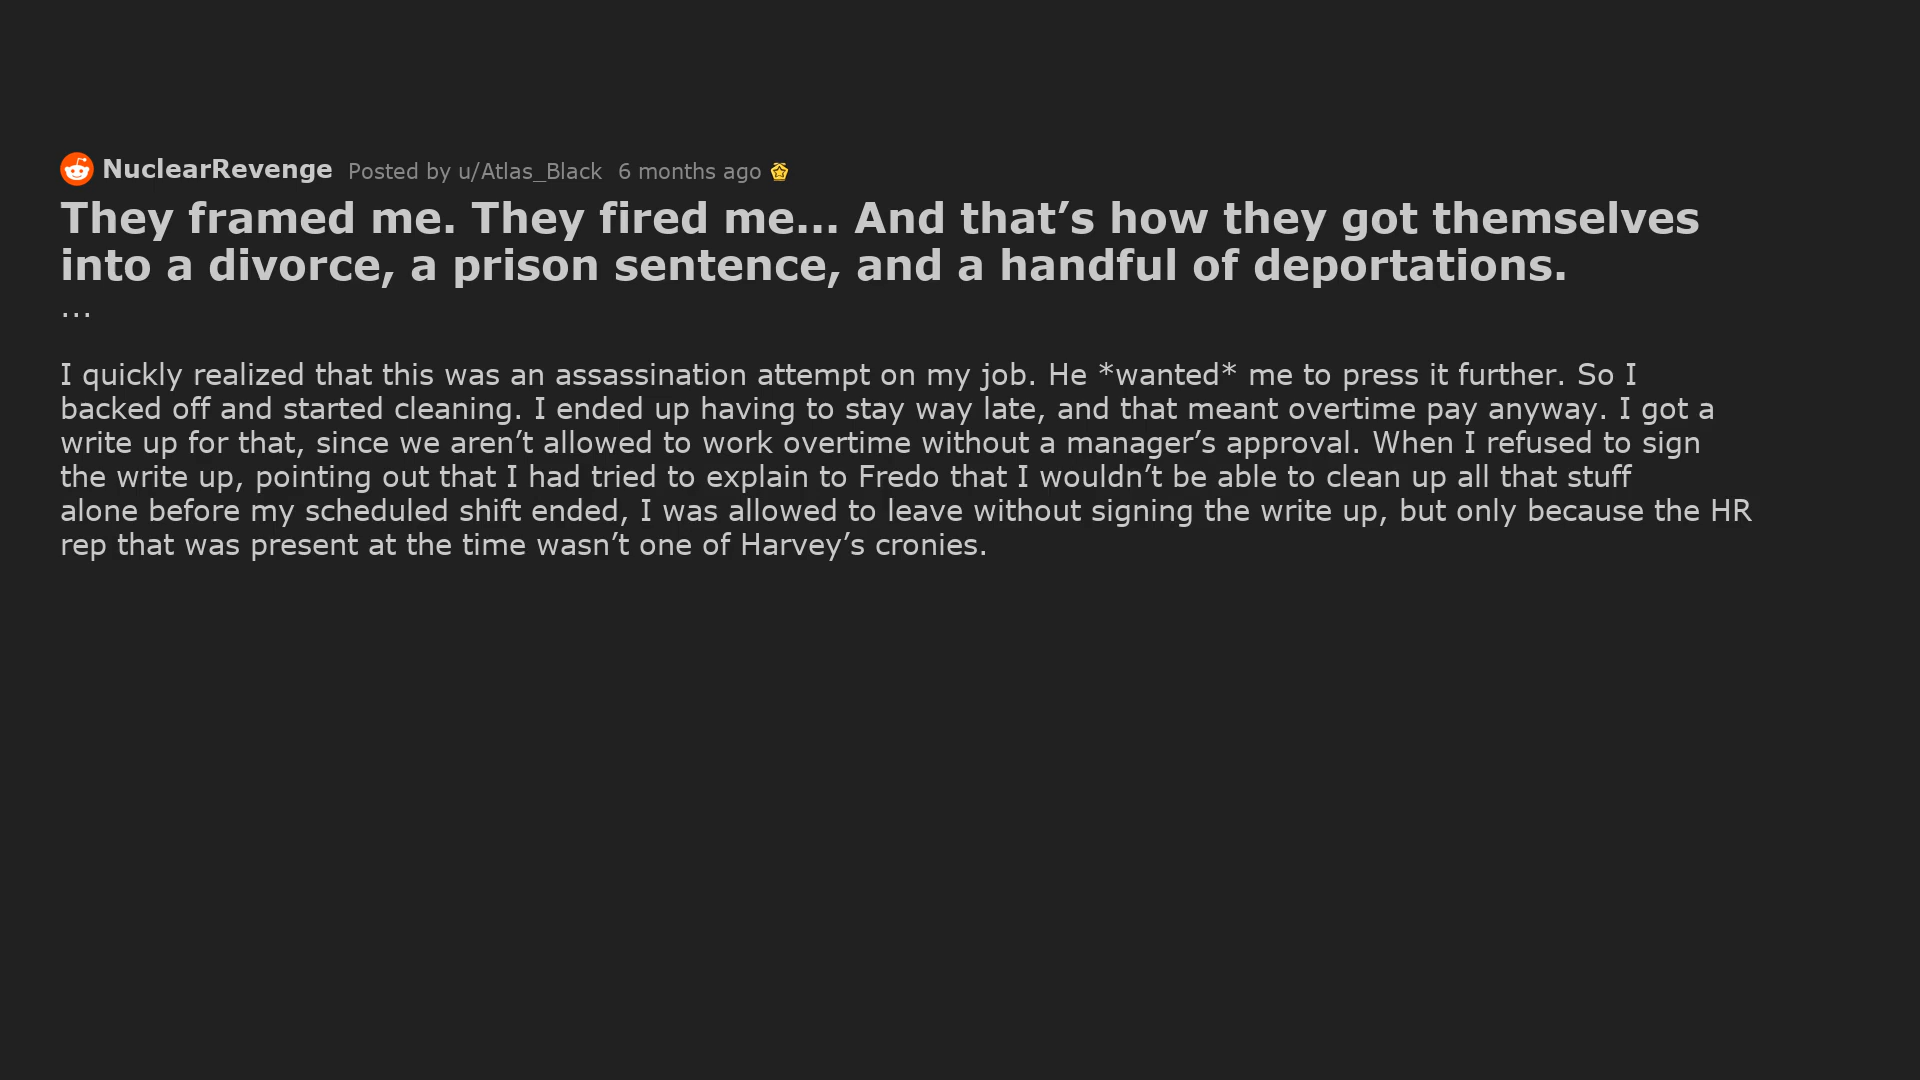 NuclearRevenge Posted by u/Atlas_Black 6 months ago
They framed me. They fired me... And that’s how they got themselves
into a divorce, a prison sentence, and a handful of deportations.
...
I quickly realized that this was an assassination attempt on my job. He *wanted* me to press it further. So I
backed off and started cleaning. I ended up having to stay way late, and that meant overtime pay anyway. I got a
write up for that, since we aren’t allowed to work overtime without a manager’s approval. When I refused to sign
the write up, pointing out that I had tried to explain to Fredo that I wouldn’t be able to clean up all that stuff
alone before my scheduled shift ended, I was allowed to leave without signing the write up, but only because the HR
rep that was present at the time wasn’t one of Harvey’s cronies.